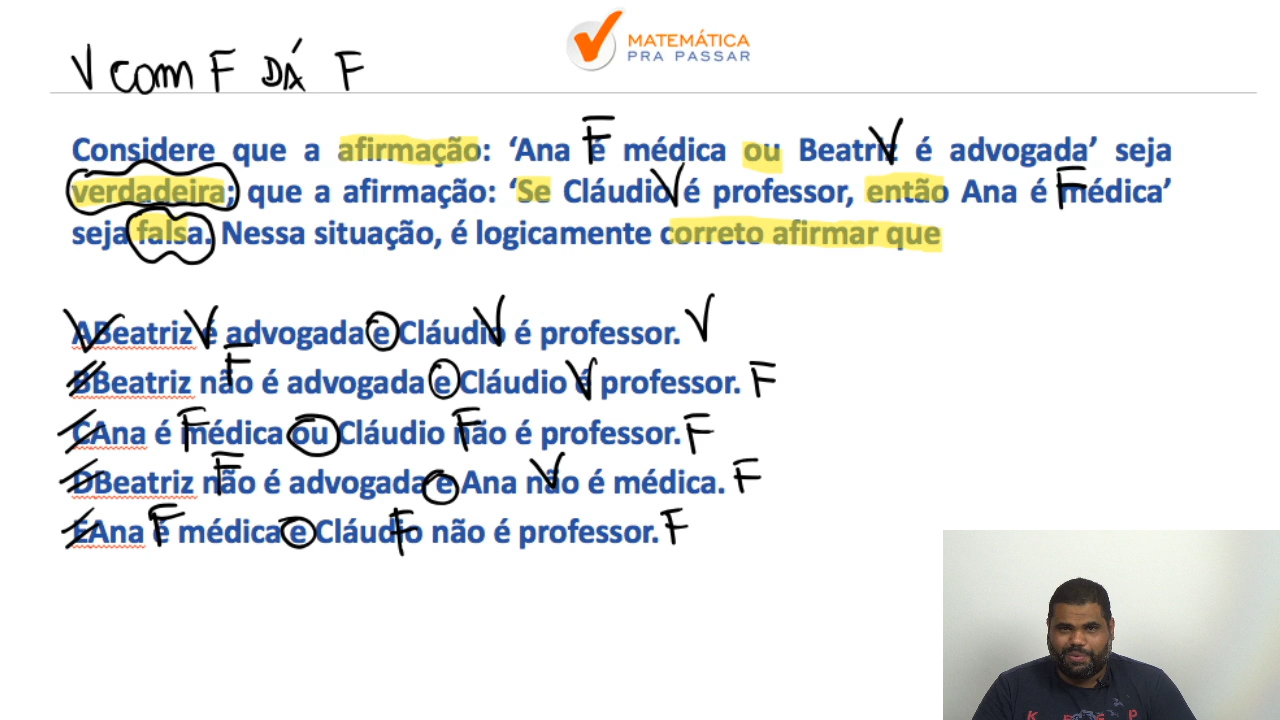 MATEMÁTICA
PRA PASSAR
V com F DÁ F
Considere que a afirmação: ‘Ana é médica ou Beatriz é advogada’ seja
F V
verdadeira; que a afirmação: ‘Se Cláudio é professor, então Ana é médica’
V F
seja falsa. Nessa situação, é logicamente correto afirmar que
ABeatriz é advogada e Cláudio é professor. V
V V
BBeatriz não é advogada e Cláudio é professor. F
F V
CAna é médica ou Cláudio não é professor. F
F F
DBeatriz não é advogada e Ana não é médica. F
F V
EAna é médica e Cláudio não é professor. F
F F